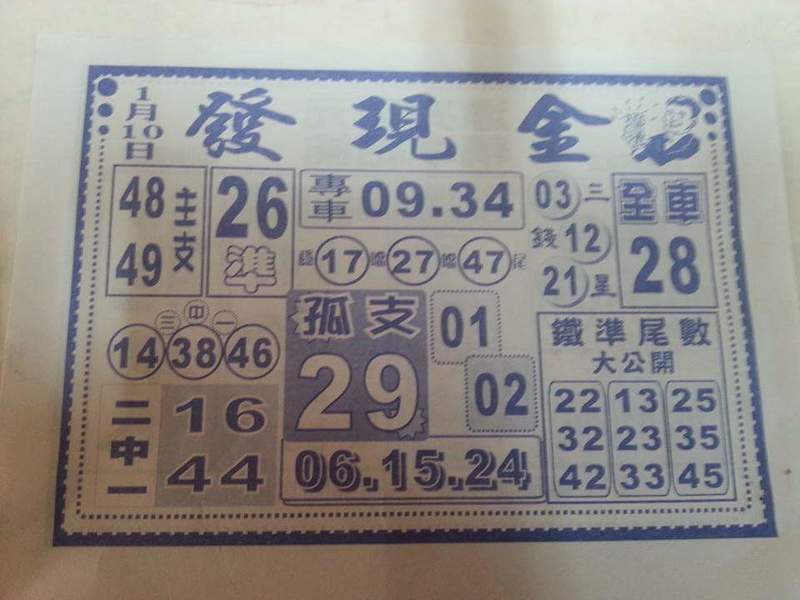 1月10日
發現金
48 主支
49
26
準
專車 09.34
03 三
錢 12
21 星
全車
28
17 27 47 尾
三中一
14 38 46
孤支
29
01
02
二中一
16
44
06.15.24
鐵準尾數
大公開
22 13 25
32 23 35
42 33 45